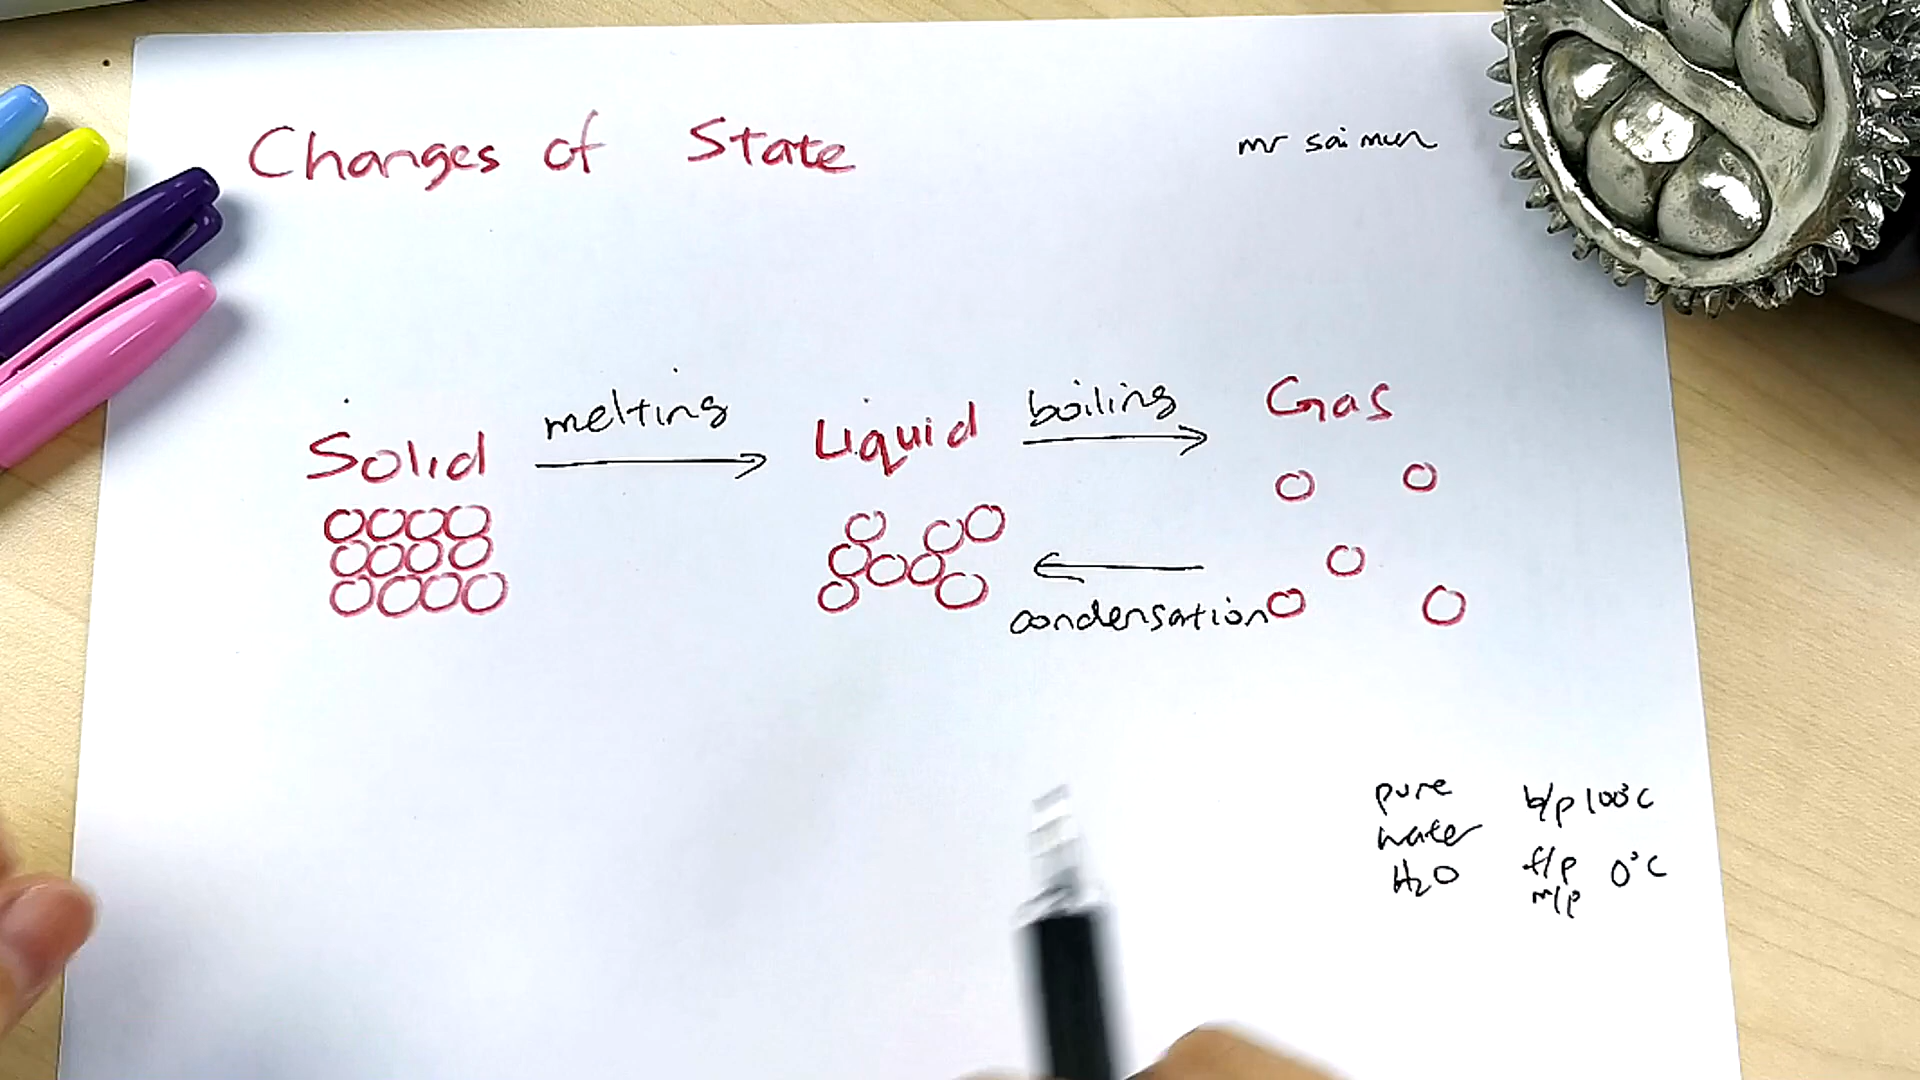 Changes of State
mr sai mun
Solid
melting
Liquid
boiling
Gas
condensation
pure
water
H₂O
b/p 100°C
f/p
m/p
0°C